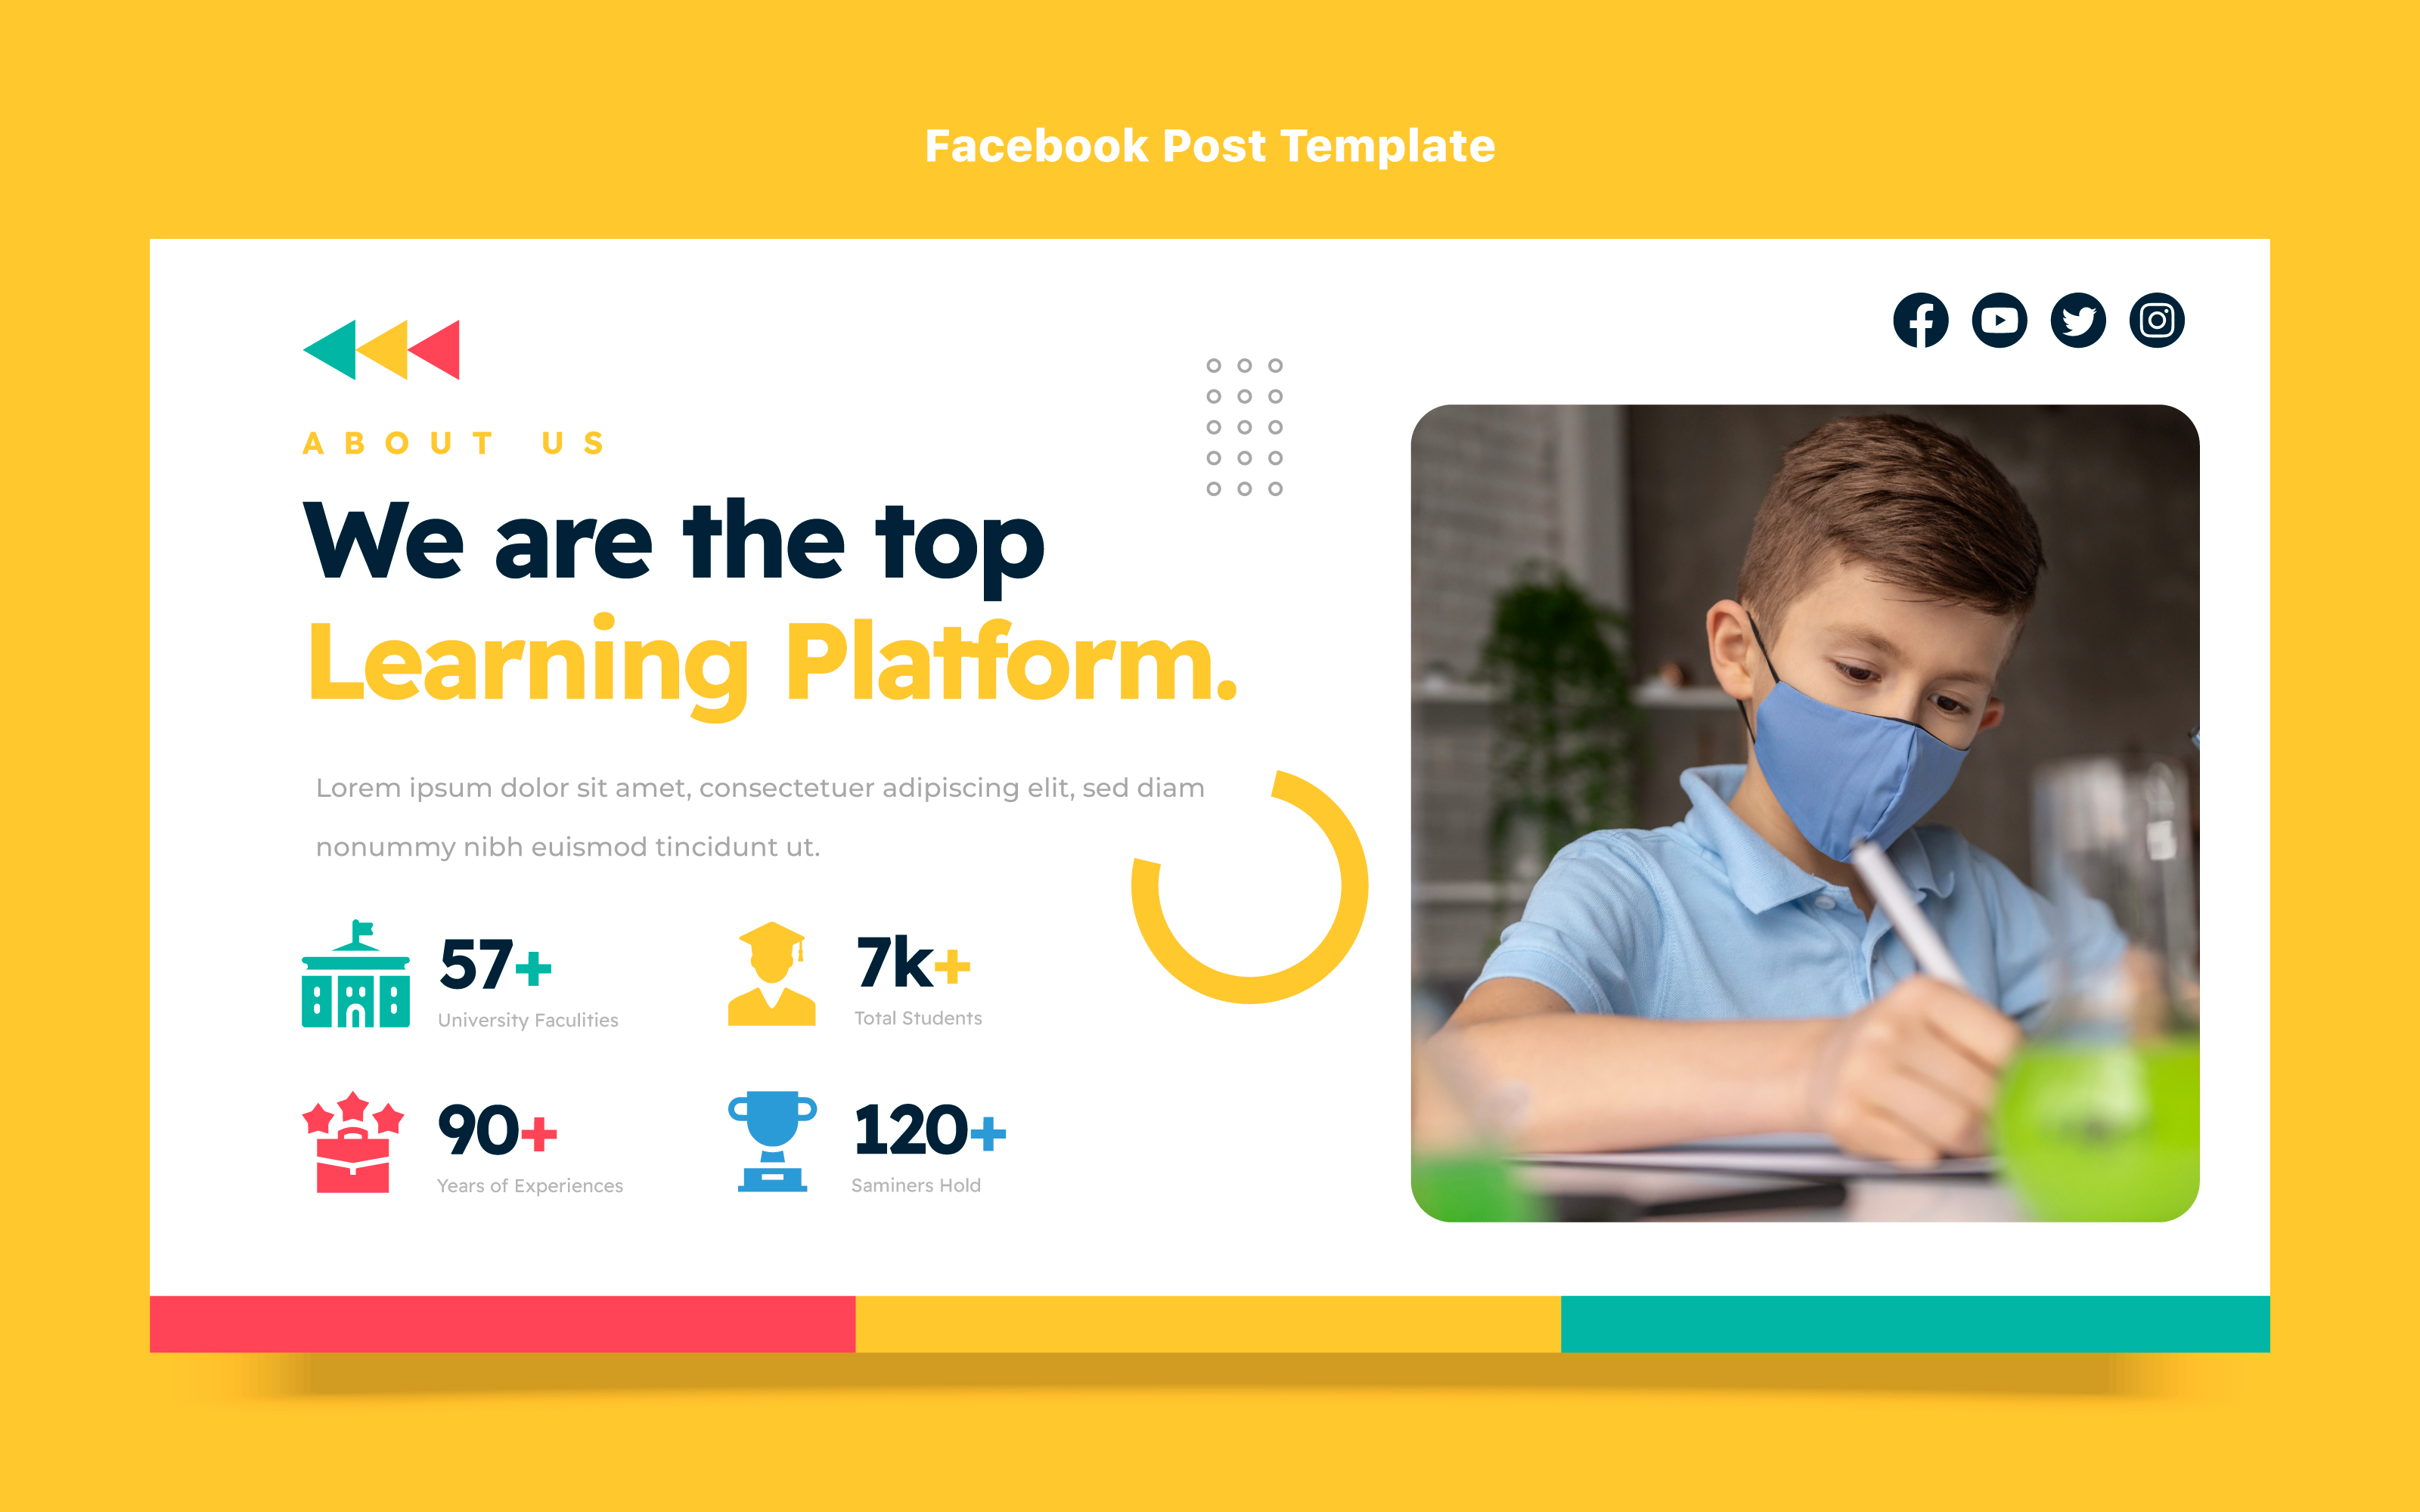 Facebook Post Template
ABOUT US
We are the top
Learning Platform.
Lorem ipsum dolor sit amet, consectetuer adipiscing elit, sed diam
nonummy nibh euismod tincidunt ut.
57+
University Faculities
7k+
Total Students
90+
Years of Experiences
120+
Saminers Hold